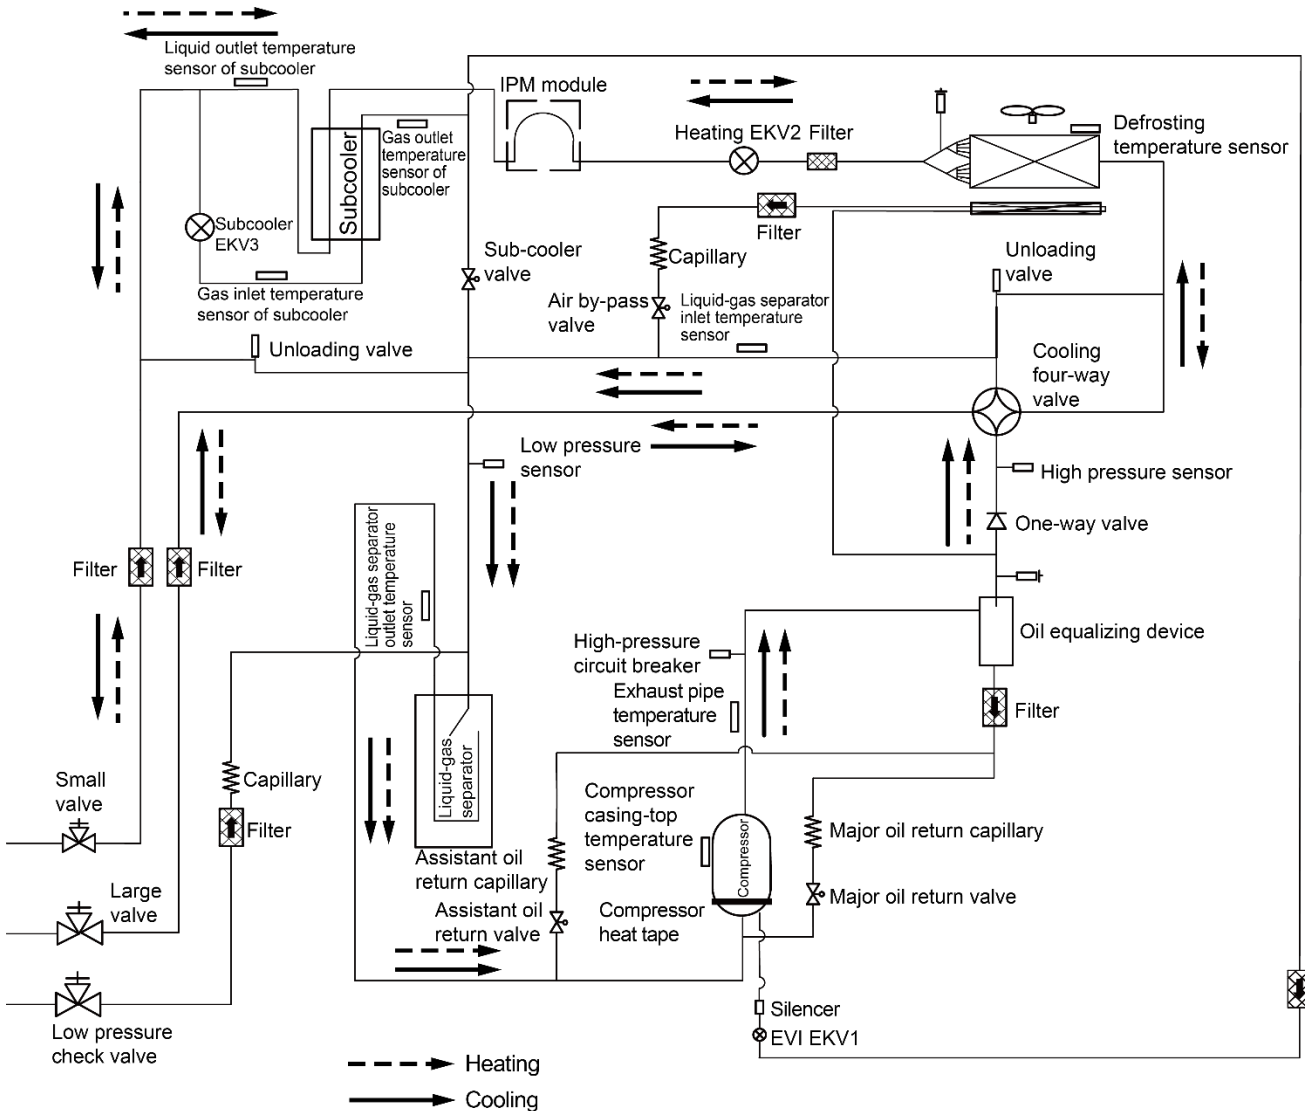 Liquid outlet temperature
sensor of subcooler
IPM module
Heating EKV2 Filter
Defrosting
temperature sensor
Subcooler
Gas outlet
temperature
sensor of
subcooler
Subcooler
EKV3
Filter
Sub-cooler
valve
Capillary
Unloading
valve
Gas inlet temperature
sensor of subcooler
Air by-pass
valve
Liquid-gas separator
inlet temperature
sensor
Unloading valve
Cooling
four-way
valve
Low pressure
sensor
High pressure sensor
One-way valve
Filter
Filter
Liquid-gas separator
outlet temperature
sensor
High-pressure
circuit breaker
Oil equalizing device
Exhaust pipe
temperature
sensor
Filter
Liquid-gas
separator
Small
valve
Capillary
Compressor
casing-top
temperature
sensor
Compressor
Filter
Major oil return capillary
Assistant oil
return capillary
Large
valve
Assistant oil
return valve
Compressor
heat tape
Major oil return valve
Low pressure
check valve
Silencer
EVI EKV1
Heating
Cooling